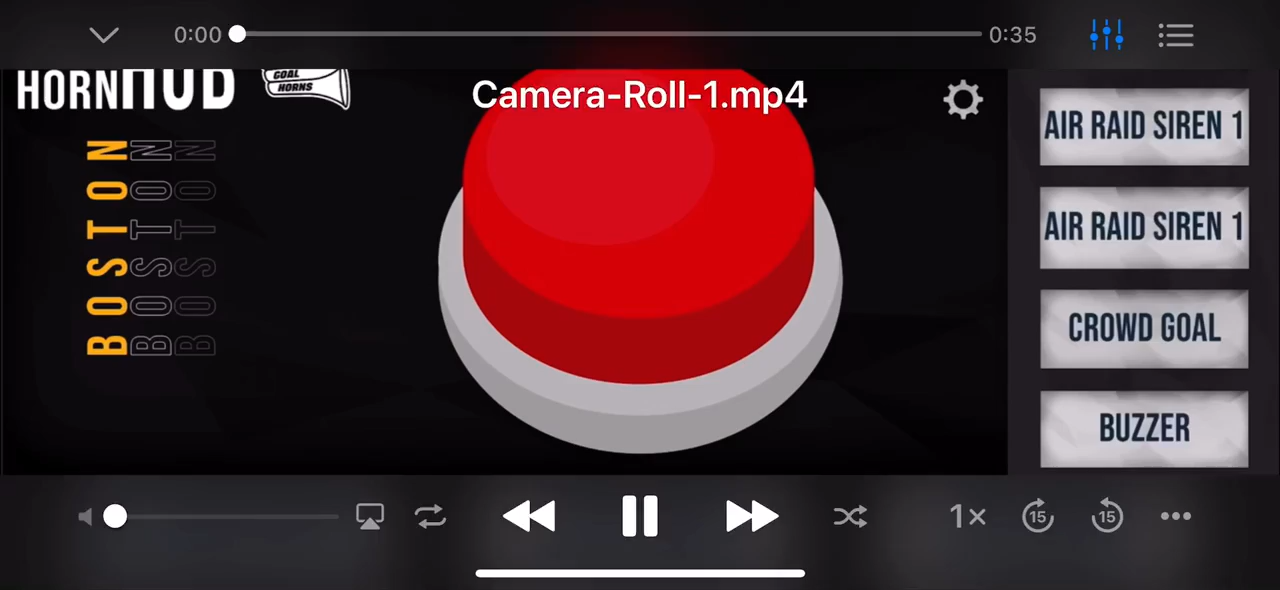 0:00
0:35
HORNHUB
GOAL
HORNS
Camera-Roll-1.mp4
BOSTON
BOSTON
BOSTON
AIR RAID SIREN 1
AIR RAID SIREN 1
CROWD GOAL
BUZZER
1×
15
15